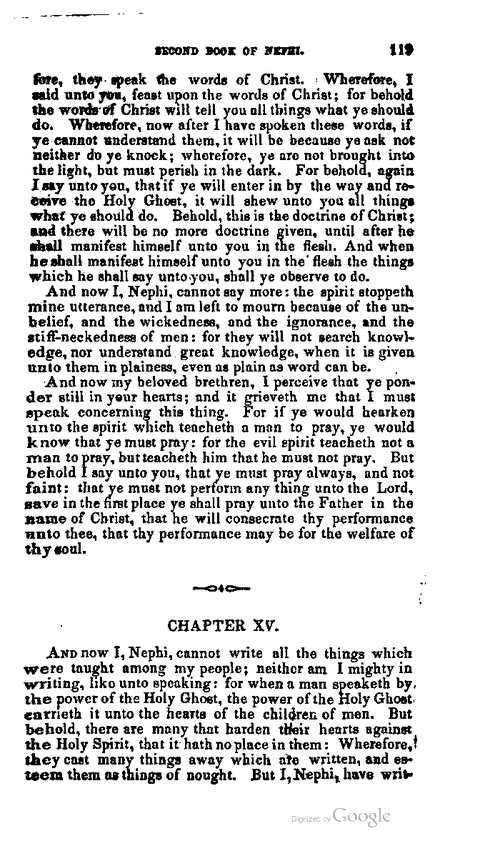 SECOND BOOK OF NEPHI. 119
fore, they speak the words of Christ. Wherefore, I
said unto you, feast upon the words of Christ; for behold
the words of Christ will tell you all things what ye should
do. Wherefore, now after I have spoken these words, if
ye cannot understand them, it will be because ye ask not
neither do ye knock; wherefore, ye are not brought into
the light, but must perish in the dark. For behold, again
I say unto you, that if ye will enter in by the way and re-
ceive the Holy Ghost, it will shew unto you all things
what ye should do. Behold, this is the doctrine of Christ;
and there will be no more doctrine given, until after he
shall manifest himself unto you in the flesh. And when
he shall manifest himself unto you in the flesh the things
which he shall say unto you, shall ye observe to do.
And now I, Nephi, cannot say more: the spirit stoppeth
mine utterance, and I am left to mourn because of the un-
belief, and the wickedness, and the ignorance, and the
stiff-neckedness of men: for they will not search knowl-
edge, nor understand great knowledge, when it is given
unto them in plainess, even as plain as word can be.
And now my beloved brethren, I perceive that ye pon-
der still in your hearts; and it grieveth me that I must
speak concerning this thing. For if ye would hearken
unto the spirit which teacheth a man to pray, ye would
know that ye must pray: for the evil spirit teacheth not a
man to pray, but teacheth him that he must not pray. But
behold I say unto you, that ye must pray always, and not
faint: that ye must not perform any thing unto the Lord,
save in the first place ye shall pray unto the Father in the
name of Christ, that he will consecrate thy performance
unto thee, that thy performance may be for the welfare of
thy soul.
CHAPTER XV.
And now I, Nephi, cannot write all the things which
were taught among my people; neither am I mighty in
writing, like unto speaking: for when a man speaketh by
the power of the Holy Ghost, the power of the Holy Ghost
carrieth it unto the hearts of the children of men. But
behold, there are many that harden their hearts against
the Holy Spirit, that it hath no place in them: Wherefore,
they cast many things away which are written, and es-
teem them as things of nought. But I, Nephi, have writ-
Digitized by Google